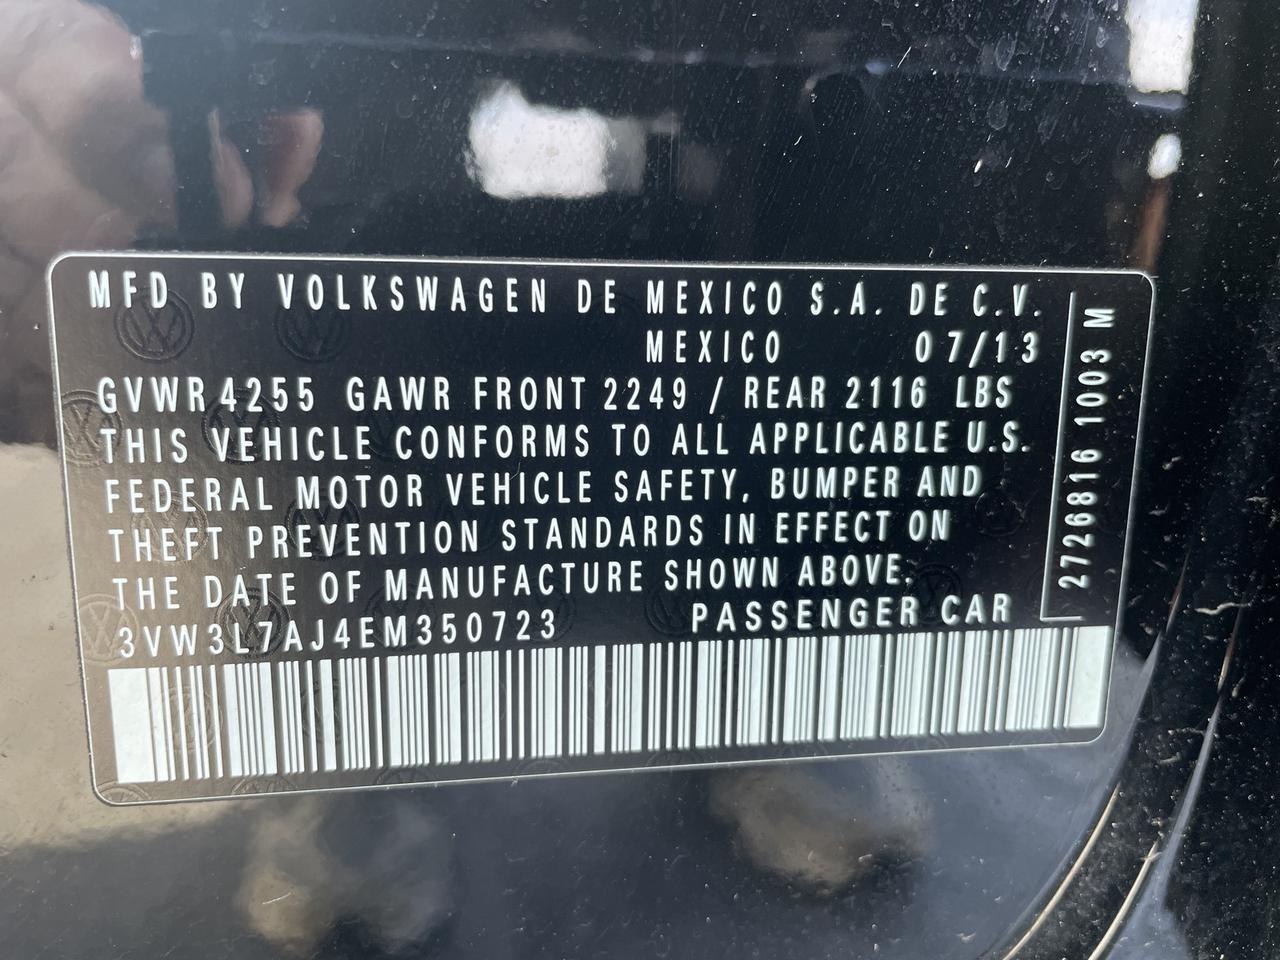 MFD BY VOLKSWAGEN DE MEXICO S.A. DE C.V.
MEXICO 07/13
GVWR 4255 GAWR FRONT 2249 / REAR 2116 LBS
THIS VEHICLE CONFORMS TO ALL APPLICABLE U.S.
FEDERAL MOTOR VEHICLE SAFETY, BUMPER AND
THEFT PREVENTION STANDARDS IN EFFECT ON
THE DATE OF MANUFACTURE SHOWN ABOVE.
3VW3L7AJ4EM350723 PASSENGER CAR
2726816 1003 M